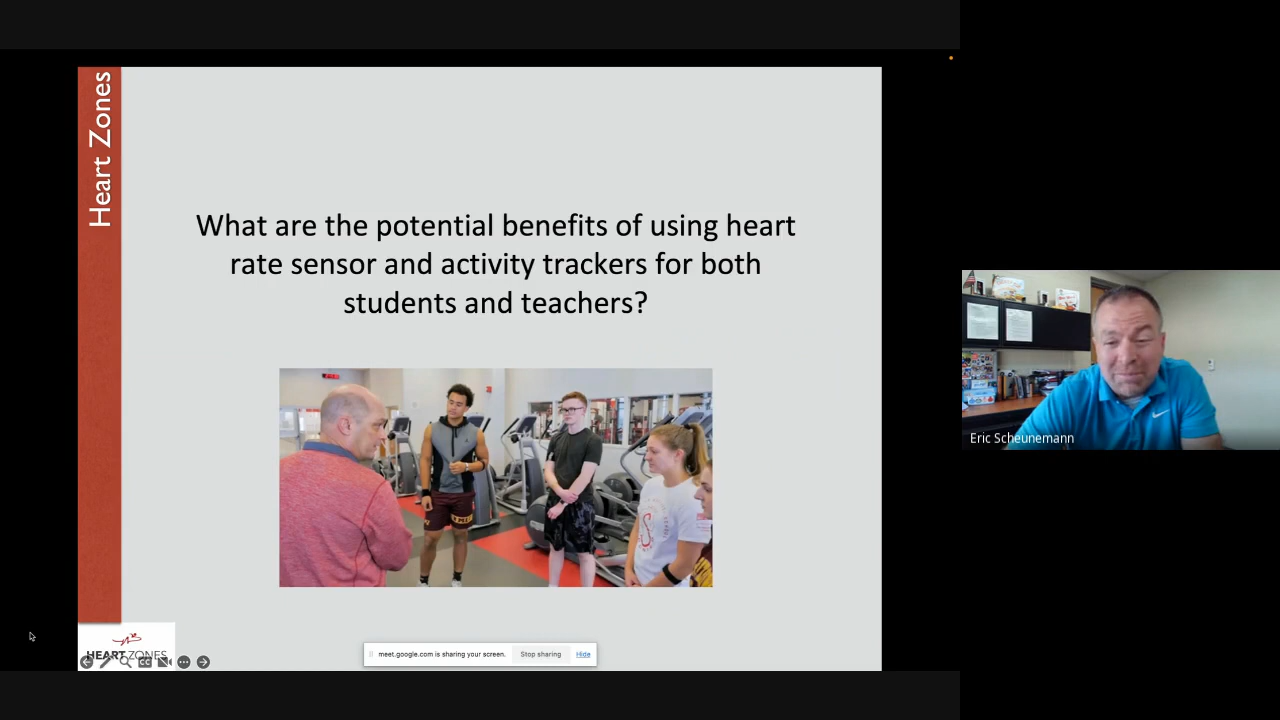 Heart Zones
What are the potential benefits of using heart
rate sensor and activity trackers for both
students and teachers?
Eric Scheunemann
HEART ZONES
meet.google.com is sharing your screen.
Stop sharing
Hide